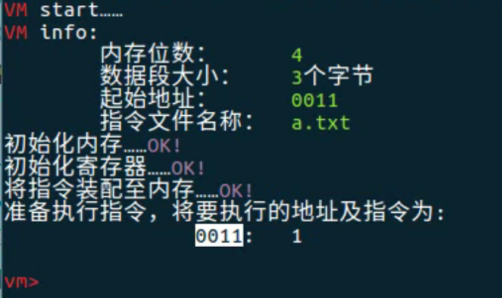 VM start……
VM info:
内存位数： 4
数据段大小： 3个字节
起始地址： 0011
指令文件名称： a.txt
初始化内存……OK!
初始化寄存器……OK!
将指令装配至内存……OK!
准备执行指令，将要执行的地址及指令为：
0011: 1
vm>